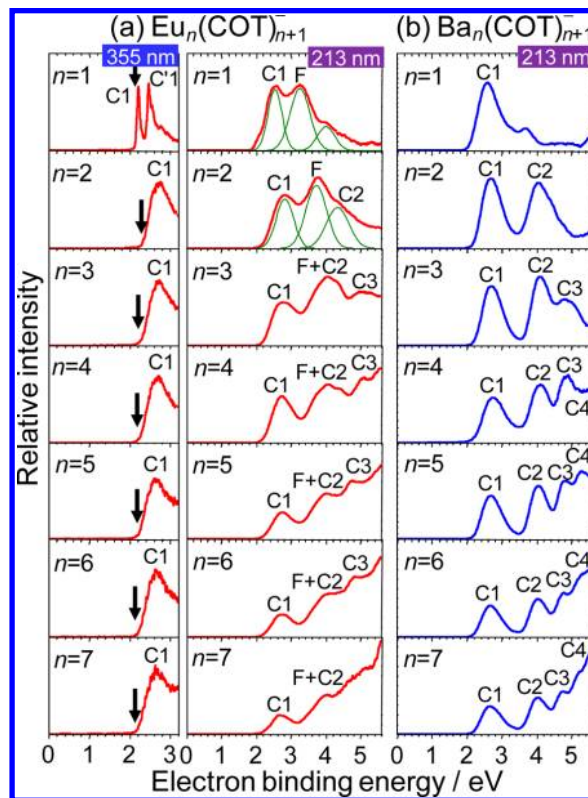 (a) Euₙ(COT)⁻ₙ₊₁ (b) Baₙ(COT)⁻ₙ₊₁
355 nm 213 nm 213 nm
n=1 C1 C'1 n=1 C1 F n=1 C1
n=2 C1 n=2 C1 F C2 n=2 C1 C2
n=3 C1 n=3 C1 F+C2 C3 n=3 C1 C2 C3
n=4 C1 n=4 C1 F+C2 C3 n=4 C1 C2 C3 C4
n=5 C1 n=5 C1 F+C2 C3 n=5 C1 C2 C3 C4
n=6 C1 n=6 C1 F+C2 C3 n=6 C1 C2 C3 C4
n=7 C1 n=7 C1 F+C2 n=7 C1 C2 C3 C4
0 1 2 3 0 1 2 3 4 5 0 1 2 3 4 5
Electron binding energy / eV
Relative intensity